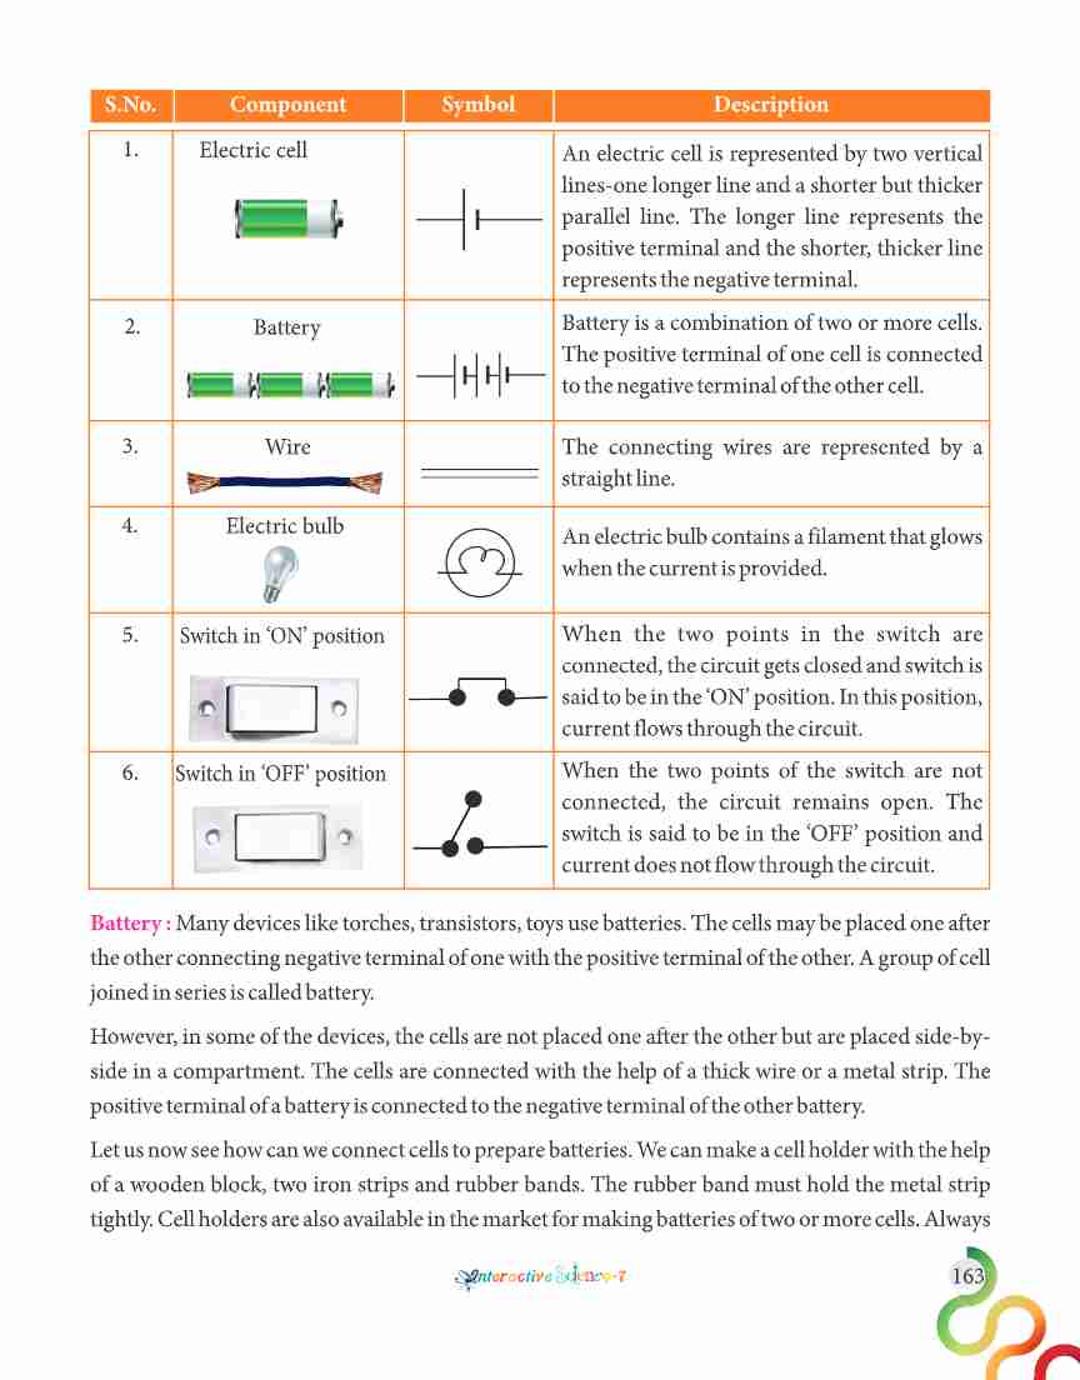 S.No. Component Symbol Description
1. Electric cell
An electric cell is represented by two vertical
lines-one longer line and a shorter but thicker
parallel line. The longer line represents the
positive terminal and the shorter, thicker line
represents the negative terminal.
2. Battery
Battery is a combination of two or more cells.
The positive terminal of one cell is connected
to the negative terminal of the other cell.
3. Wire
The connecting wires are represented by a
straight line.
4. Electric bulb
An electric bulb contains a filament that glows
when the current is provided.
5. Switch in ‘ON’ position
When the two points in the switch are
connected, the circuit gets closed and switch is
said to be in the ‘ON’ position. In this position,
current flows through the circuit.
6. Switch in ‘OFF’ position
When the two points of the switch are not
connected, the circuit remains open. The
switch is said to be in the ‘OFF’ position and
current does not flow through the circuit.
Battery : Many devices like torches, transistors, toys use batteries. The cells may be placed one after
the other connecting negative terminal of one with the positive terminal of the other. A group of cell
joined in series is called battery.
However, in some of the devices, the cells are not placed one after the other but are placed side-by-
side in a compartment. The cells are connected with the help of a thick wire or a metal strip. The
positive terminal of a battery is connected to the negative terminal of the other battery.
Let us now see how can we connect cells to prepare batteries. We can make a cell holder with the help
of a wooden block, two iron strips and rubber bands. The rubber band must hold the metal strip
tightly. Cell holders are also available in the market for making batteries of two or more cells. Always
Interactive Science-7
163